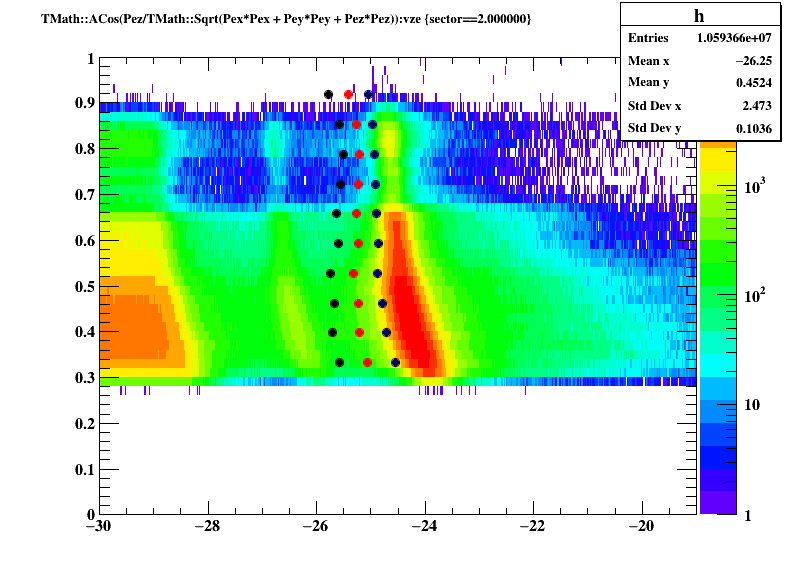 TMath::ACos(Pez/TMath::Sqrt(Pex*Pex + Pey*Pey + Pez*Pez)):vze {sector==2.000000}
h
Entries 1.059366e+07
Mean x −26.25
Mean y 0.4524
Std Dev x 2.473
Std Dev y 0.1036
1
0.9
0.8
0.7
0.6
0.5
0.4
0.3
0.2
0.1
0
−30 −28 −26 −24 −22 −20
10³
10²
10
1